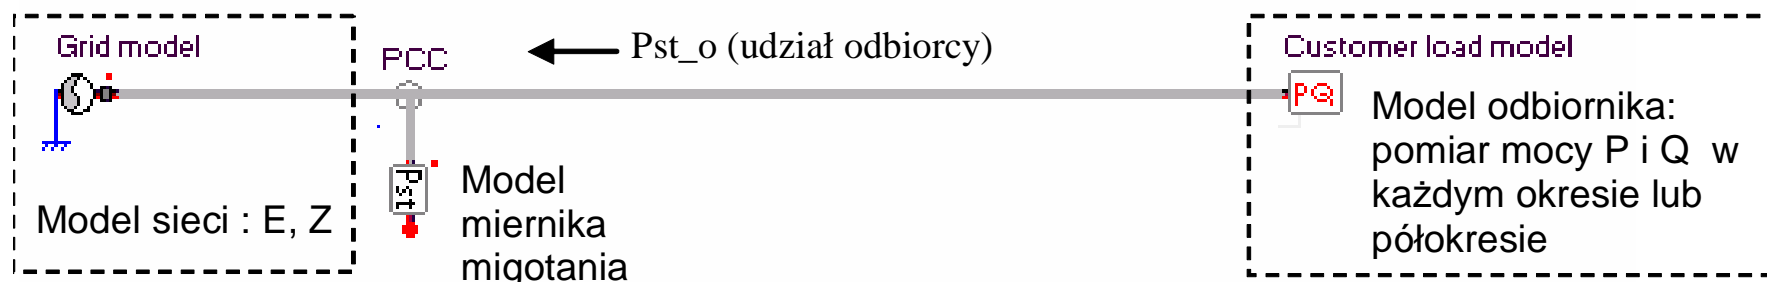 Grid model
PCC
Pst_o (udział odbiorcy)
Customer load model
PQ
Model odbiornika:
pomiar mocy P i Q w
każdym okresie lub
półokresie
Pst
Model
miernika
migotania
Model sieci : E, Z